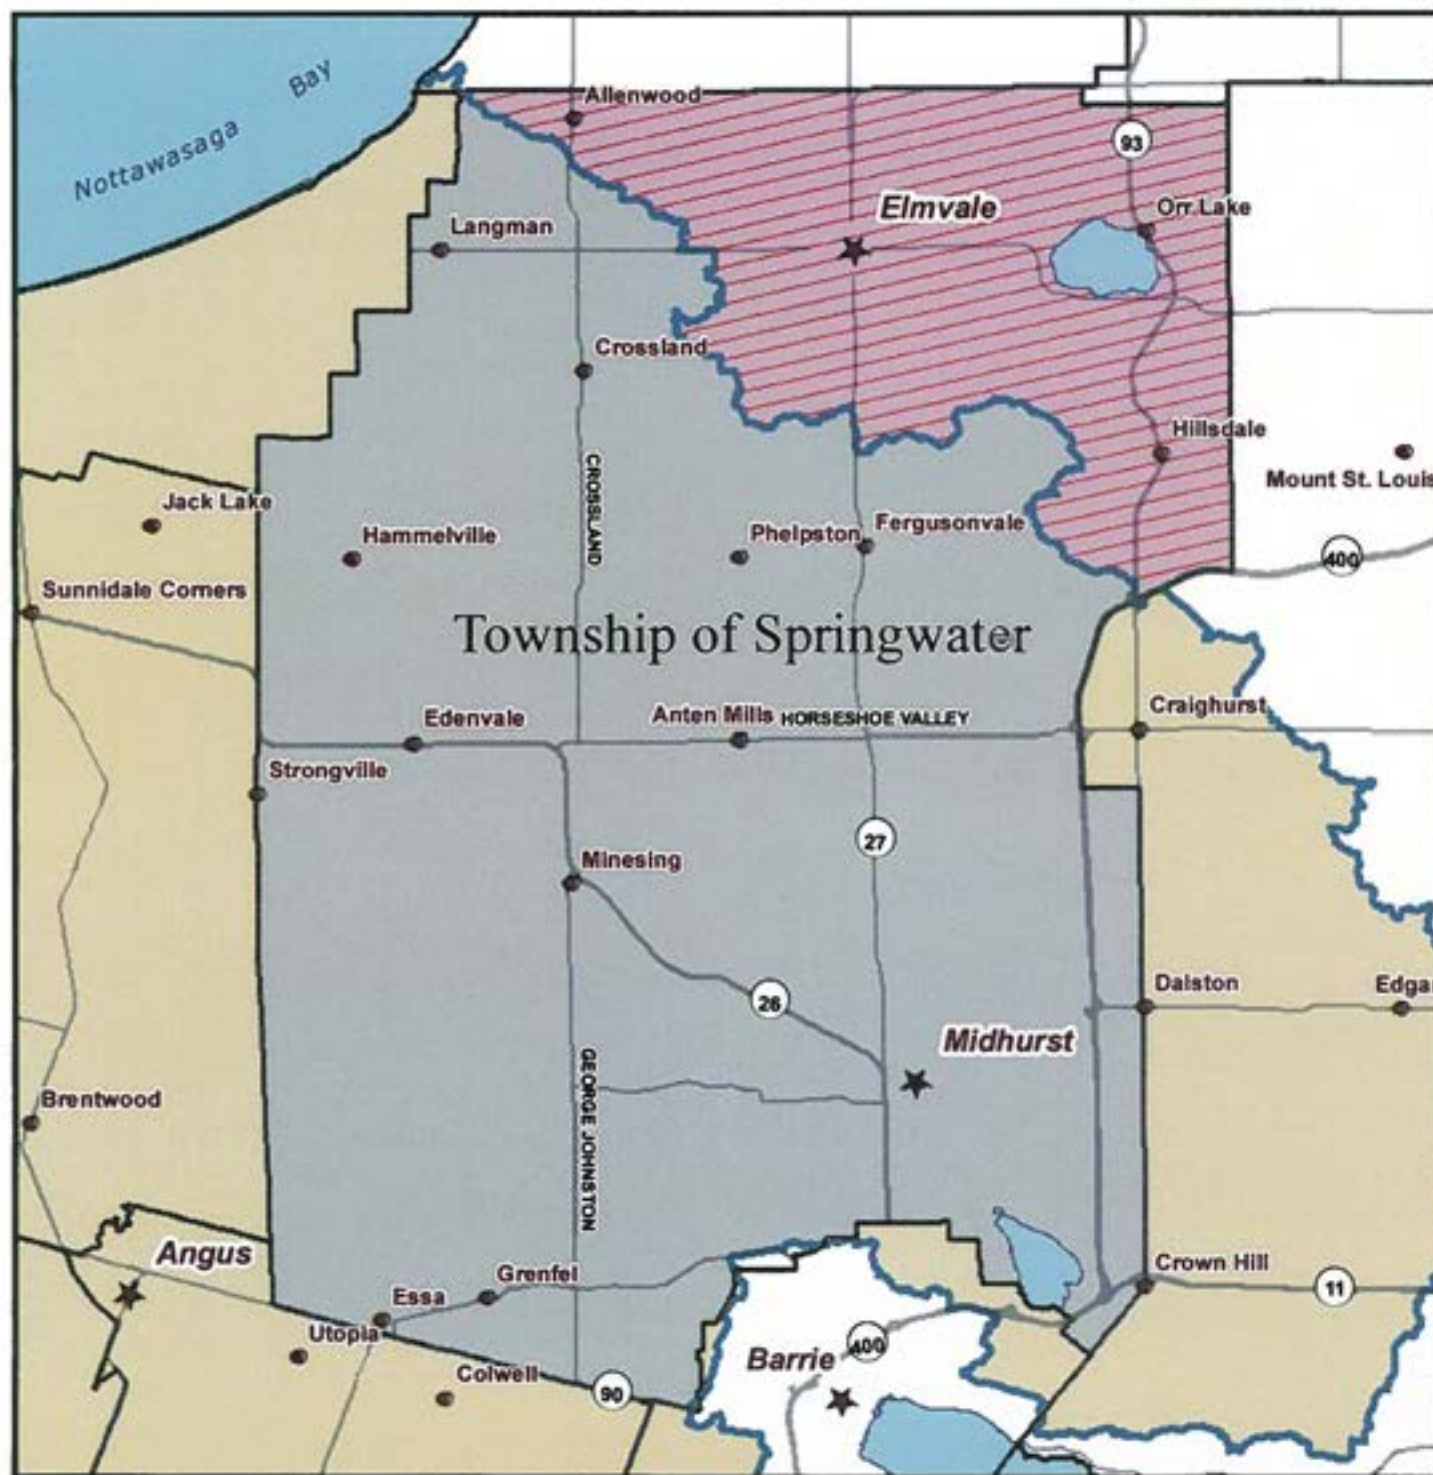 Nottawasaga Bay
Allenwood
93
Elmvale
Orr Lake
Langman
Crossland
Hillsdale
Mount St. Louis
CROSSLAND
Jack Lake
Hammelville
Phelpston
Fergusonvale
400
Sunnidale Corners
Township of Springwater
Edenvale
Anten Mills
HORSESHOE VALLEY
Craighurst
Strongville
27
Minesing
26
Dalston
Edga
Midhurst
GEORGE JOHNSTON
Brentwood
Angus
Grenfel
Crown Hill
11
Essa
Utopia
Colwell
90
Barrie
400